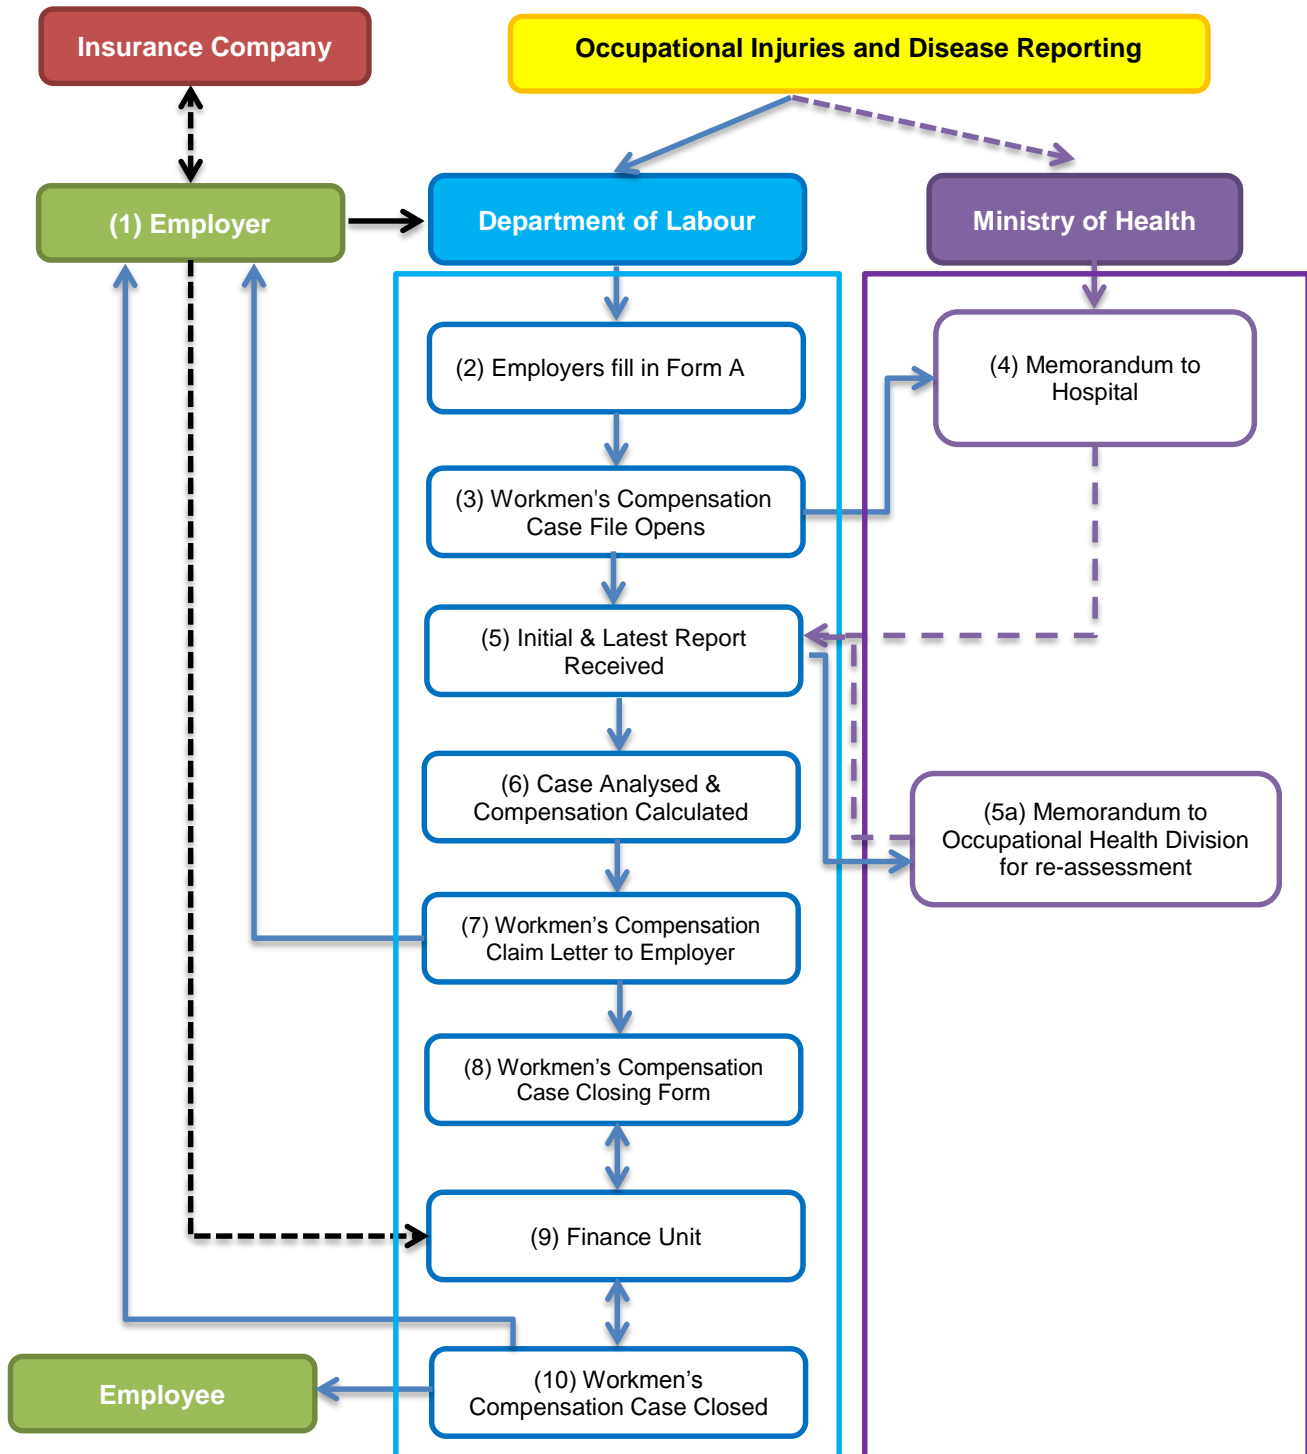 Insurance Company
Occupational Injuries and Disease Reporting
(1) Employer
Department of Labour
Ministry of Health
(2) Employers fill in Form A
(4) Memorandum to
Hospital
(3) Workmen's Compensation
Case File Opens
(5) Initial & Latest Report
Received
(6) Case Analysed &
Compensation Calculated
(5a) Memorandum to
Occupational Health Division
for re-assessment
(7) Workmen’s Compensation
Claim Letter to Employer
(8) Workmen’s Compensation
Case Closing Form
(9) Finance Unit
Employee
(10) Workmen’s
Compensation Case Closed